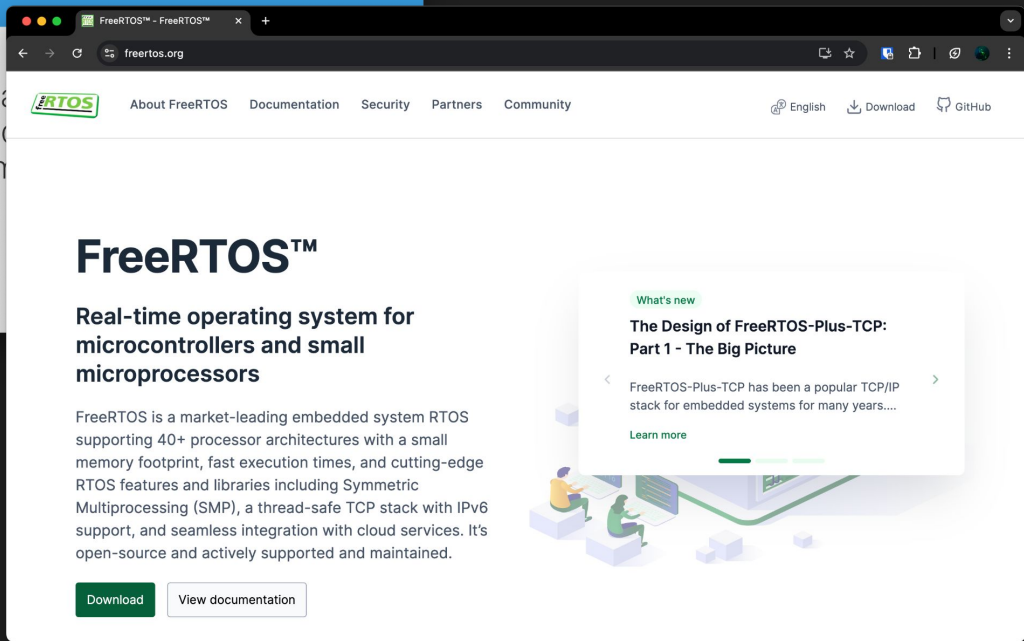 FreeRTOS™ - FreeRTOS™
freertos.org
FreeRTOS
About FreeRTOS Documentation Security Partners Community
English Download GitHub
FreeRTOS™
Real-time operating system for
microcontrollers and small
microprocessors
FreeRTOS is a market-leading embedded system RTOS
supporting 40+ processor architectures with a small
memory footprint, fast execution times, and cutting-edge
RTOS features and libraries including Symmetric
Multiprocessing (SMP), a thread-safe TCP stack with IPv6
support, and seamless integration with cloud services. It’s
open-source and actively supported and maintained.
Download View documentation
What's new
The Design of FreeRTOS-Plus-TCP:
Part 1 - The Big Picture
FreeRTOS-Plus-TCP has been a popular TCP/IP
stack for embedded systems for many years....
Learn more